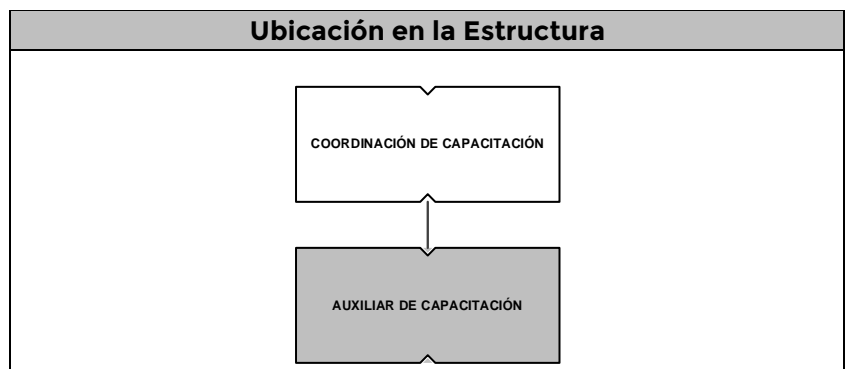 Ubicación en la Estructura
COORDINACIÓN DE CAPACITACIÓN
AUXILIAR DE CAPACITACIÓN